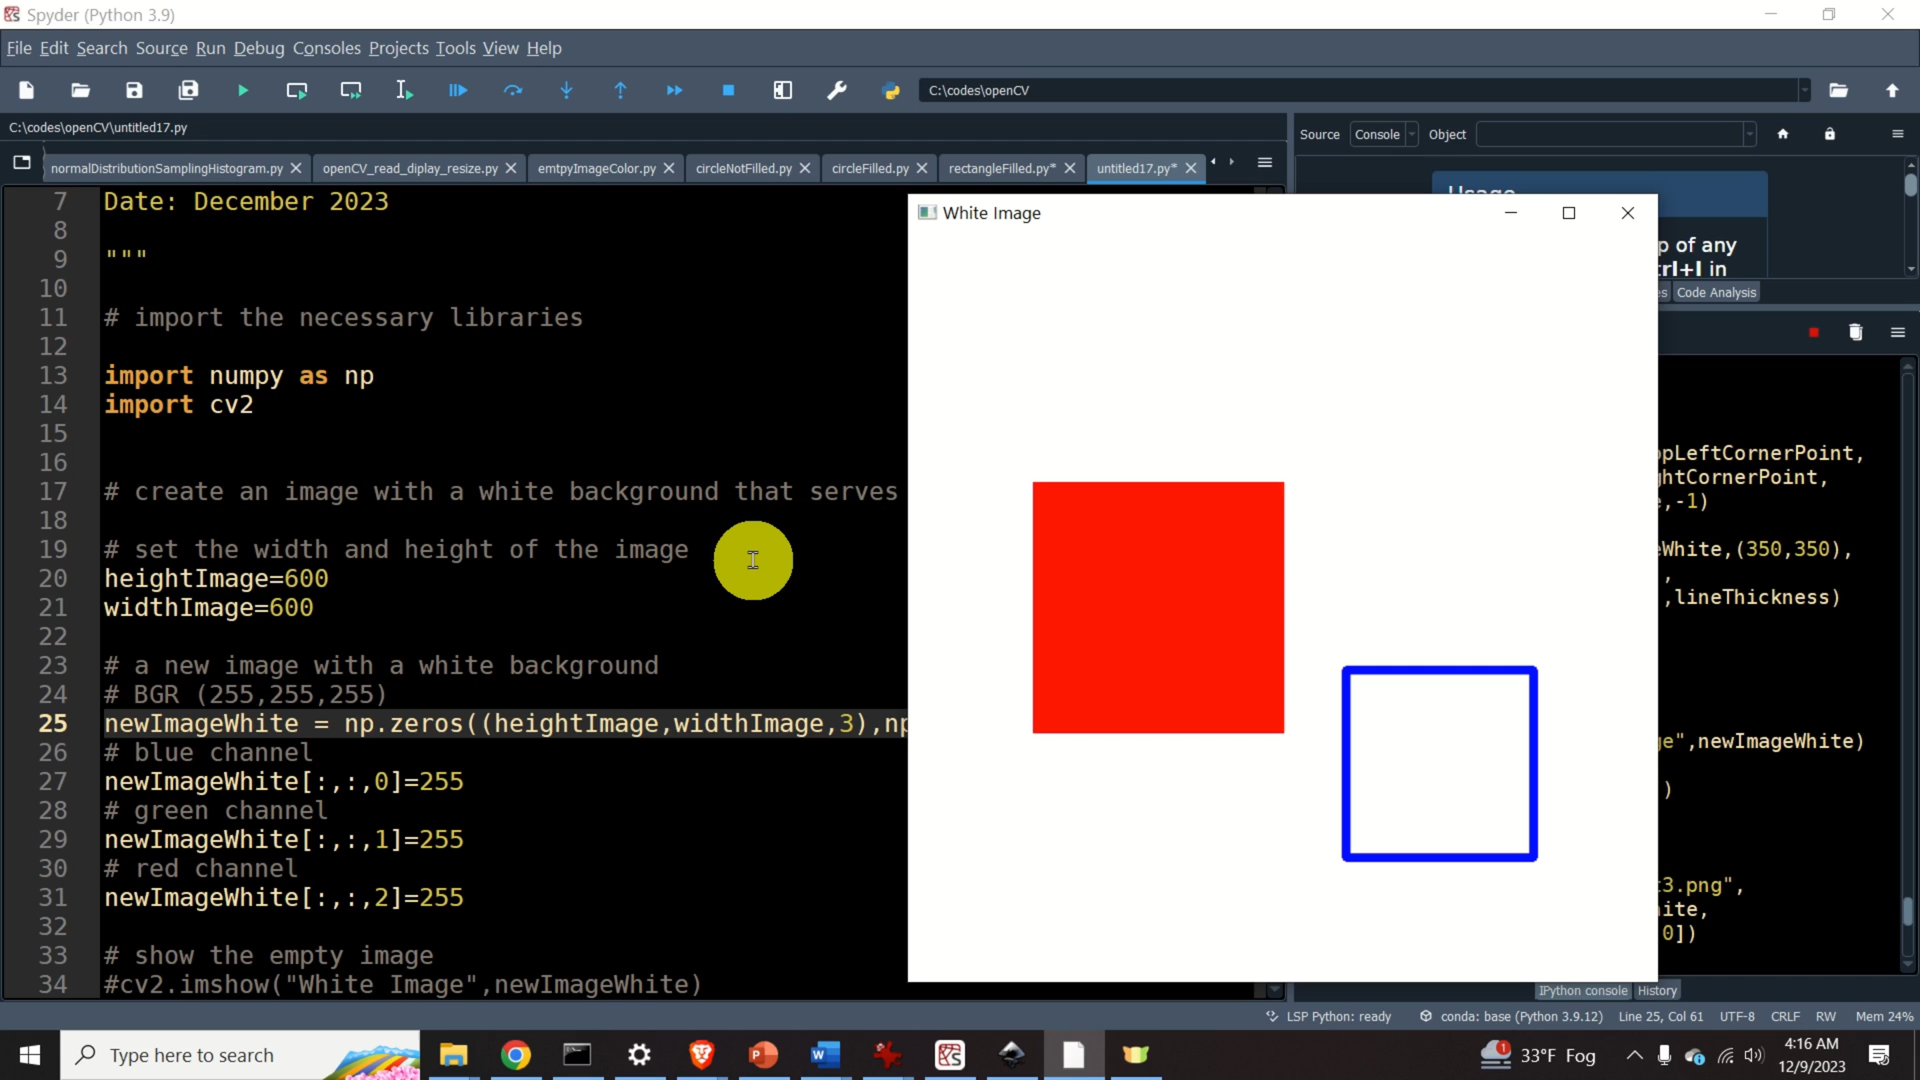 Spyder (Python 3.9)
File Edit Search Source Run Debug Consoles Projects Tools View Help
C:\codes\openCV
C:\codes\openCV\untitled17.py
Source Console Object
normalDistributionSamplingHistogram.py openCV_read_diplay_resize.py emtpyImageColor.py circleNotFilled.py circleFilled.py rectangleFilled.py* untitled17.py*
Usage
p of any
trl+I in
es Code Analysis
White Image
7 Date: December 2023
8
9 """
10
11 # import the necessary libraries
12
13 import numpy as np
14 import cv2
15
16
17 # create an image with a white background that serves
18
19 # set the width and height of the image
20 heightImage=600
21 widthImage=600
22
23 # a new image with a white background
24 # BGR (255,255,255)
25 newImageWhite = np.zeros((heightImage,widthImage,3),np
26 # blue channel
27 newImageWhite[:,:,0]=255
28 # green channel
29 newImageWhite[:,:,1]=255
30 # red channel
31 newImageWhite[:,:,2]=255
32
33 # show the empty image
34 #cv2.imshow("White Image",newImageWhite)
opLeftCornerPoint,
ghtCornerPoint,
,-1)
eWhite,(350,350),
,
,lineThickness)
ge",newImageWhite)
)
t3.png",
ite,
0])
IPython console History
LSP Python: ready conda: base (Python 3.9.12) Line 25, Col 61 UTF-8 CRLF RW Mem 24%
Type here to search
1 33°F Fog
4:16 AM
12/9/2023